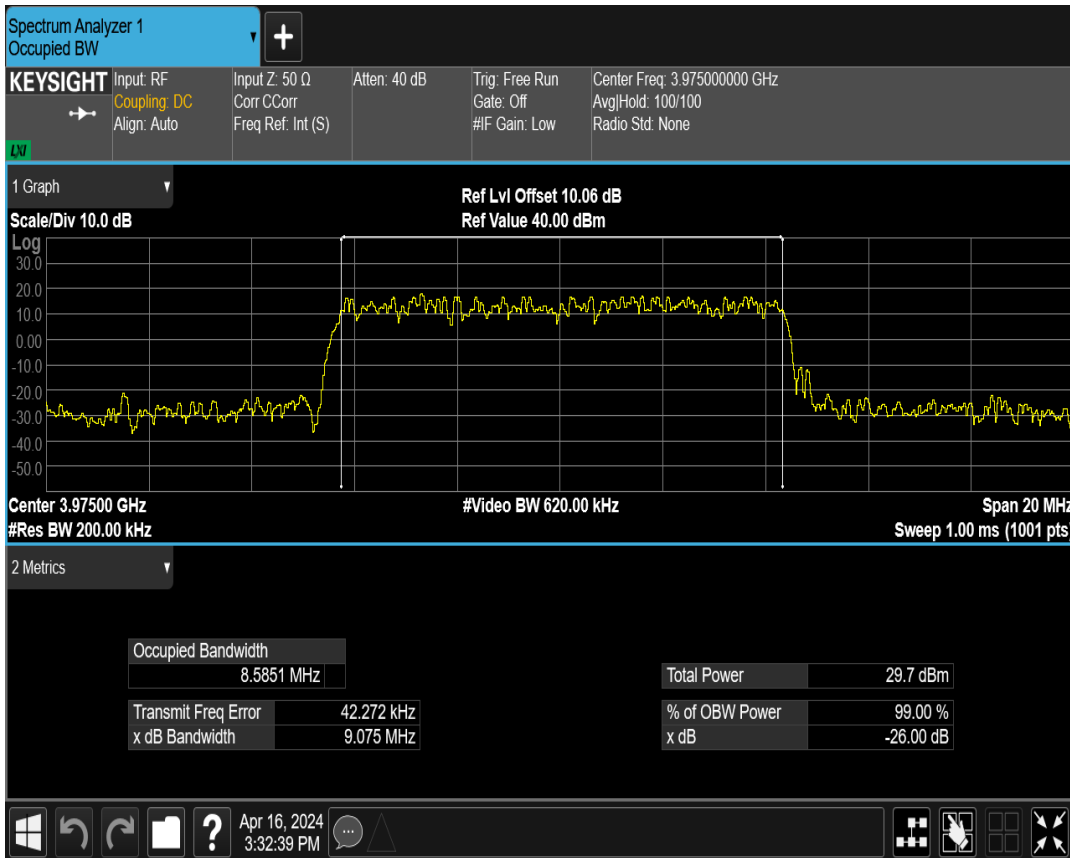 Spectrum Analyzer 1
Occupied BW
KEYSIGHT
LXI
Input: RF
Coupling: DC
Align: Auto
Input Z: 50 Ω
Corr CCorr
Freq Ref: Int (S)
Atten: 40 dB
Trig: Free Run
Gate: Off
#IF Gain: Low
Center Freq: 3.975000000 GHz
Avg|Hold: 100/100
Radio Std: None
1 Graph
Ref Lvl Offset 10.06 dB
Scale/Div 10.0 dB
Ref Value 40.00 dBm
Log
30.0
20.0
10.0
0.00
-10.0
-20.0
-30.0
-40.0
-50.0
Center 3.97500 GHz
#Video BW 620.00 kHz
Span 20 MHz
#Res BW 200.00 kHz
Sweep 1.00 ms (1001 pts)
2 Metrics
Occupied Bandwidth
8.5851 MHz
Total Power 29.7 dBm
Transmit Freq Error 42.272 kHz
% of OBW Power 99.00 %
x dB Bandwidth 9.075 MHz
x dB -26.00 dB
?
Apr 16, 2024
3:32:39 PM